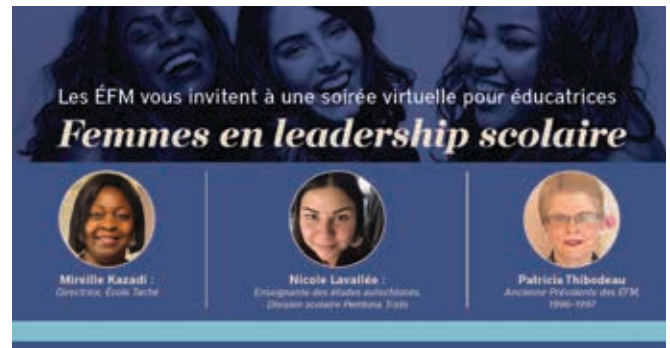 Les ÉFM vous invitent à une soirée virtuelle pour éducatrices
Femmes en leadership scolaire
Mireille Kazadi :
Directrice, École Taché
Nicole Lavallée :
Enseignante des études autochtones,
Division scolaire Pembina Trails
Patricia Thibodeau
Ancienne Présidente des ÉFM,
1996-1997